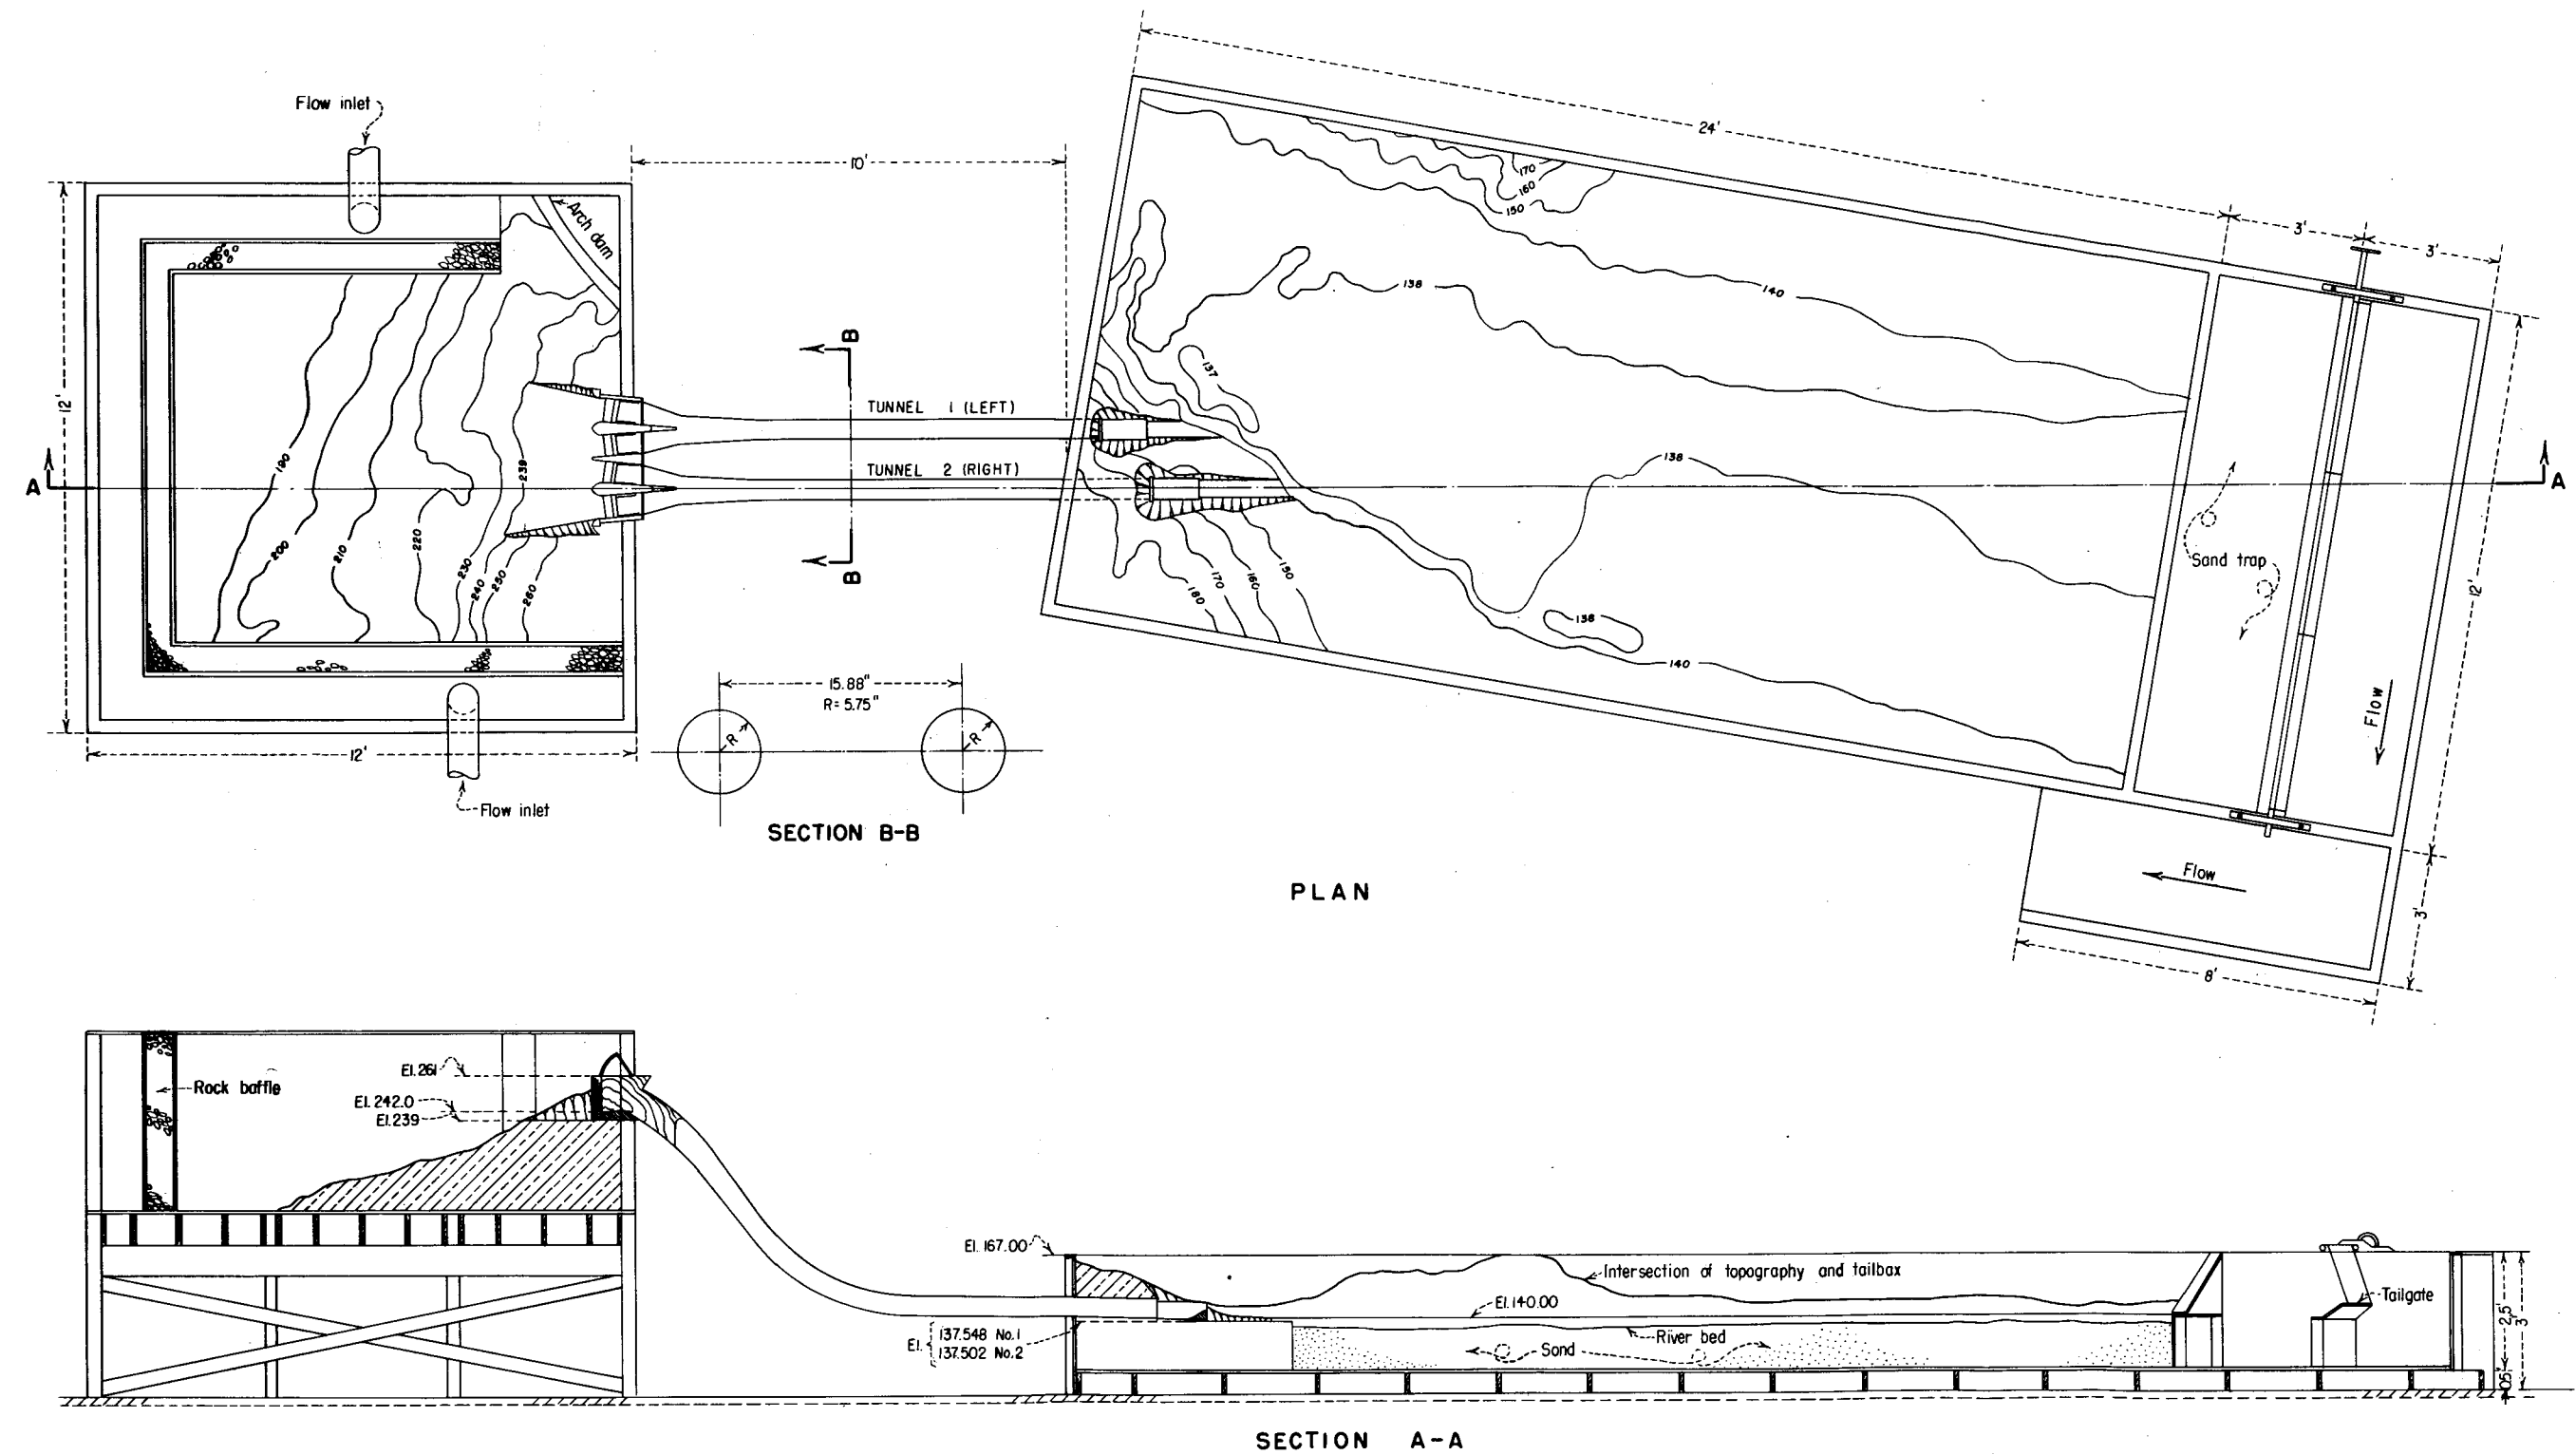 Flow inlet
Arch dam
12'
12'
10'
24'
3'
3'
170
160
150
140
138
137
138
138
140
150
160
170
180
190
200
210
220
230
239
240
250
260
B
B
TUNNEL 1 (LEFT)
TUNNEL 2 (RIGHT)
A
A
Sand trap
12'
Flow
Flow
3'
8'
Flow inlet
15.88"
R= 5.75"
R
R
SECTION B-B
PLAN
Rock baffle
El.261
El.242.0
El.239
El. 167.00
Intersection of topography and tailbox
El.140.00
El.
137.548 No.1
137.502 No.2
River bed
Sand
Tailgate
2.5'
3'
0.5'
SECTION A-A